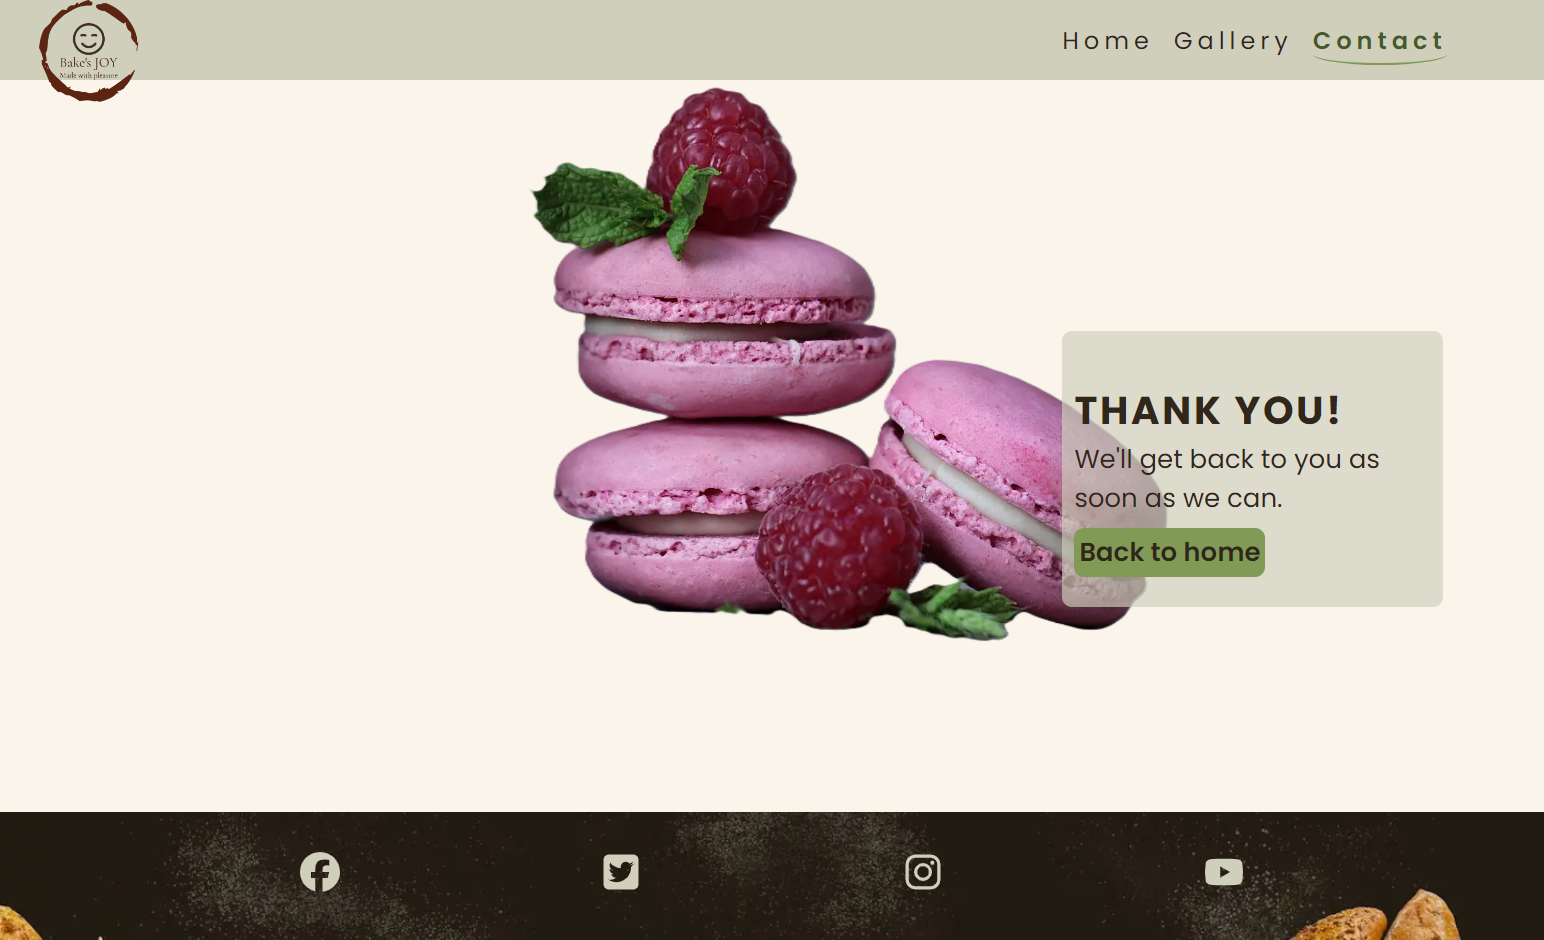 Bake's JOY
Made with pleasure
Home Gallery Contact
THANK YOU!
We'll get back to you as
soon as we can.
Back to home